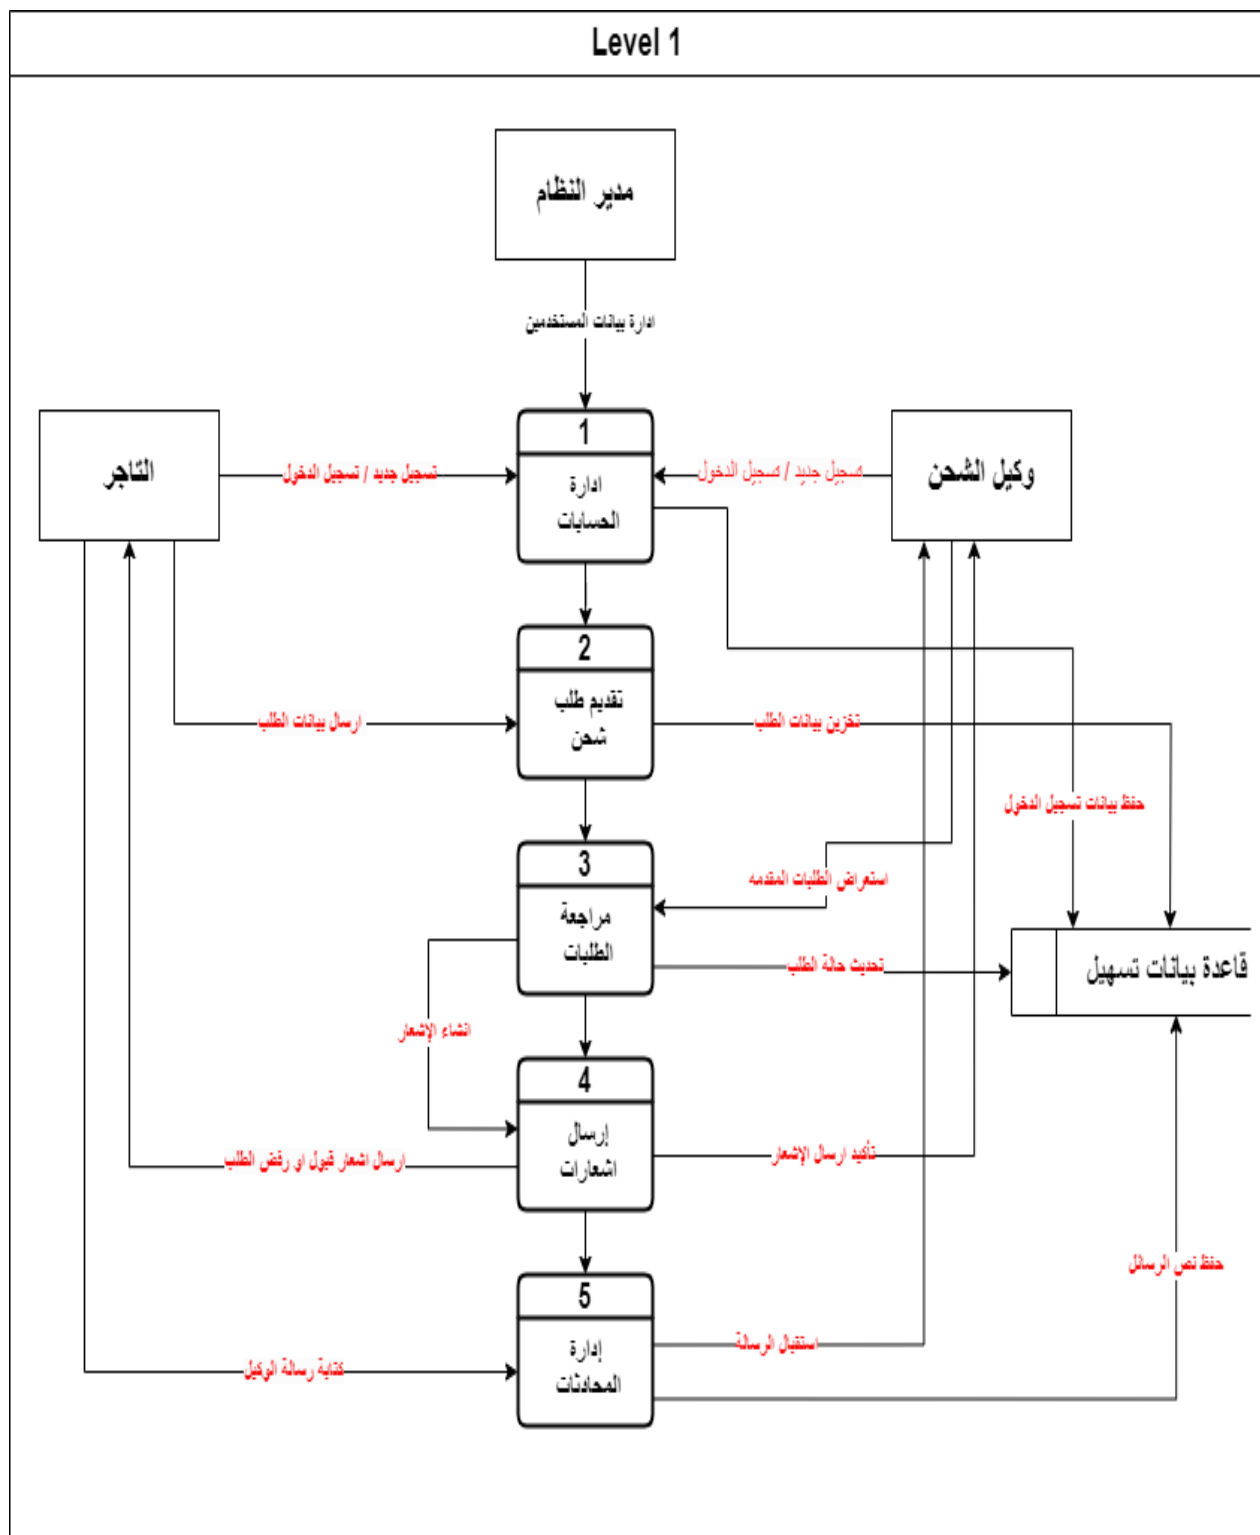 Level 1
مدير النظام
ادارة بيانات المستخدمين
التاجر
تسجيل جديد / تسجيل الدخول
1
ادارة
الحسابات
تسجيل جديد / تسجيل الدخول
وكيل الشحن
2
تقديم طلب
شحن
ارسال بيانات الطلب
تخزين بيانات الطلب
حفظ بيانات تسجيل الدخول
3
مراجعة
الطلبات
استعراض الطلبات المقدمه
تحديث حالة الطلب
قاعدة بيانات تسهيل
انشاء الإشعار
4
إرسال
اشعارات
ارسال اشعار قبول او رفض الطلب
تأكيد ارسال الإشعار
حفظ نص الرسائل
5
إدارة
المحادثات
استقبال الرسالة
كتابة رسالة الوكيل